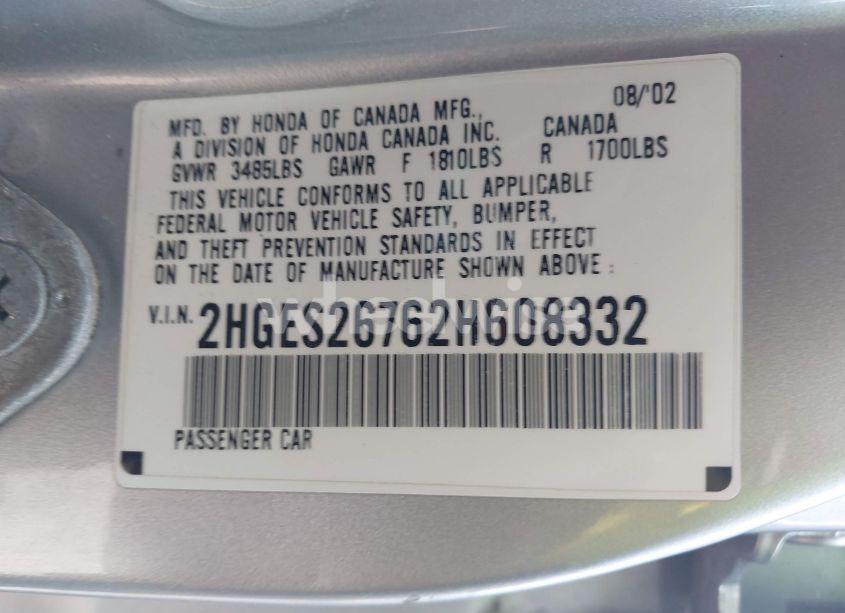 08/'02
MFD. BY HONDA OF CANADA MFG.,
A DIVISION OF HONDA CANADA INC. CANADA
GVWR 3485LBS GAWR F 1810LBS R 1700LBS
THIS VEHICLE CONFORMS TO ALL APPLICABLE
FEDERAL MOTOR VEHICLE SAFETY, BUMPER,
AND THEFT PREVENTION STANDARDS IN EFFECT
ON THE DATE OF MANUFACTURE SHOWN ABOVE:
V.I.N. 2HGES26762H608332
PASSENGER CAR